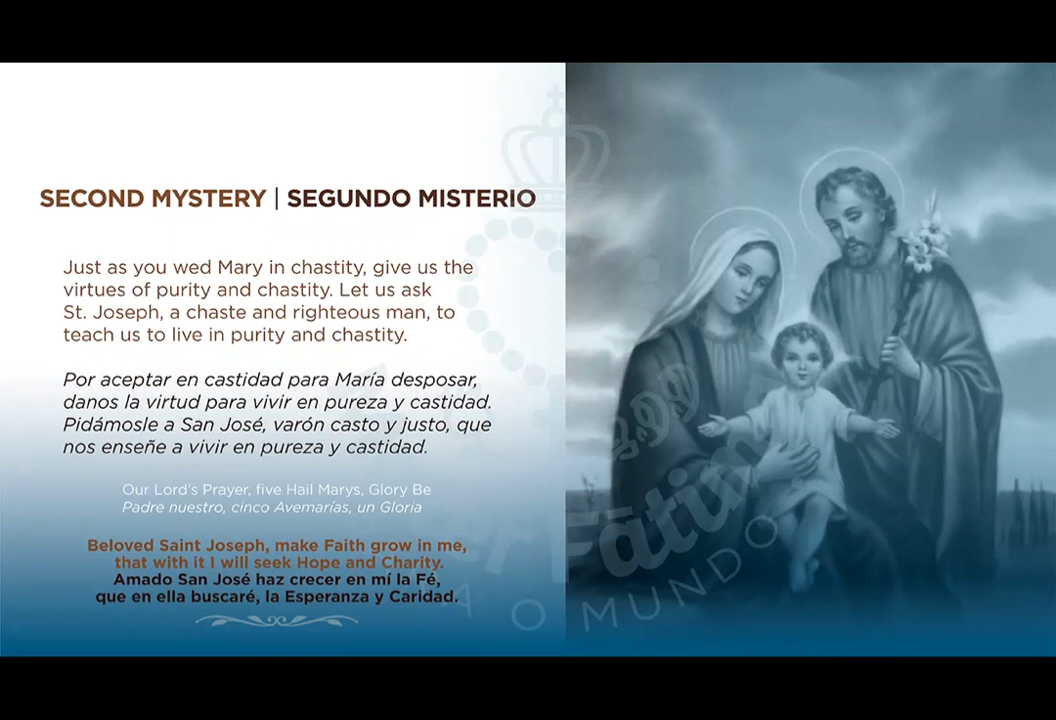 SECOND MYSTERY | SEGUNDO MISTERIO
Just as you wed Mary in chastity, give us the
virtues of purity and chastity. Let us ask
St. Joseph, a chaste and righteous man, to
teach us to live in purity and chastity.
Por aceptar en castidad para María desposar,
danos la virtud para vivir en pureza y castidad.
Pidámosle a San José, varón casto y justo, que
nos enseñe a vivir en pureza y castidad.
Our Lord's Prayer, five Hail Marys, Glory Be
Padre nuestro, cinco Avemarías, un Gloria
Beloved Saint Joseph, make Faith grow in me,
that with it I will seek Hope and Charity.
Amado San José haz crecer en mí la Fé,
que en ella buscaré, la Esperanza y Caridad.
Fátim
A O MUNDO